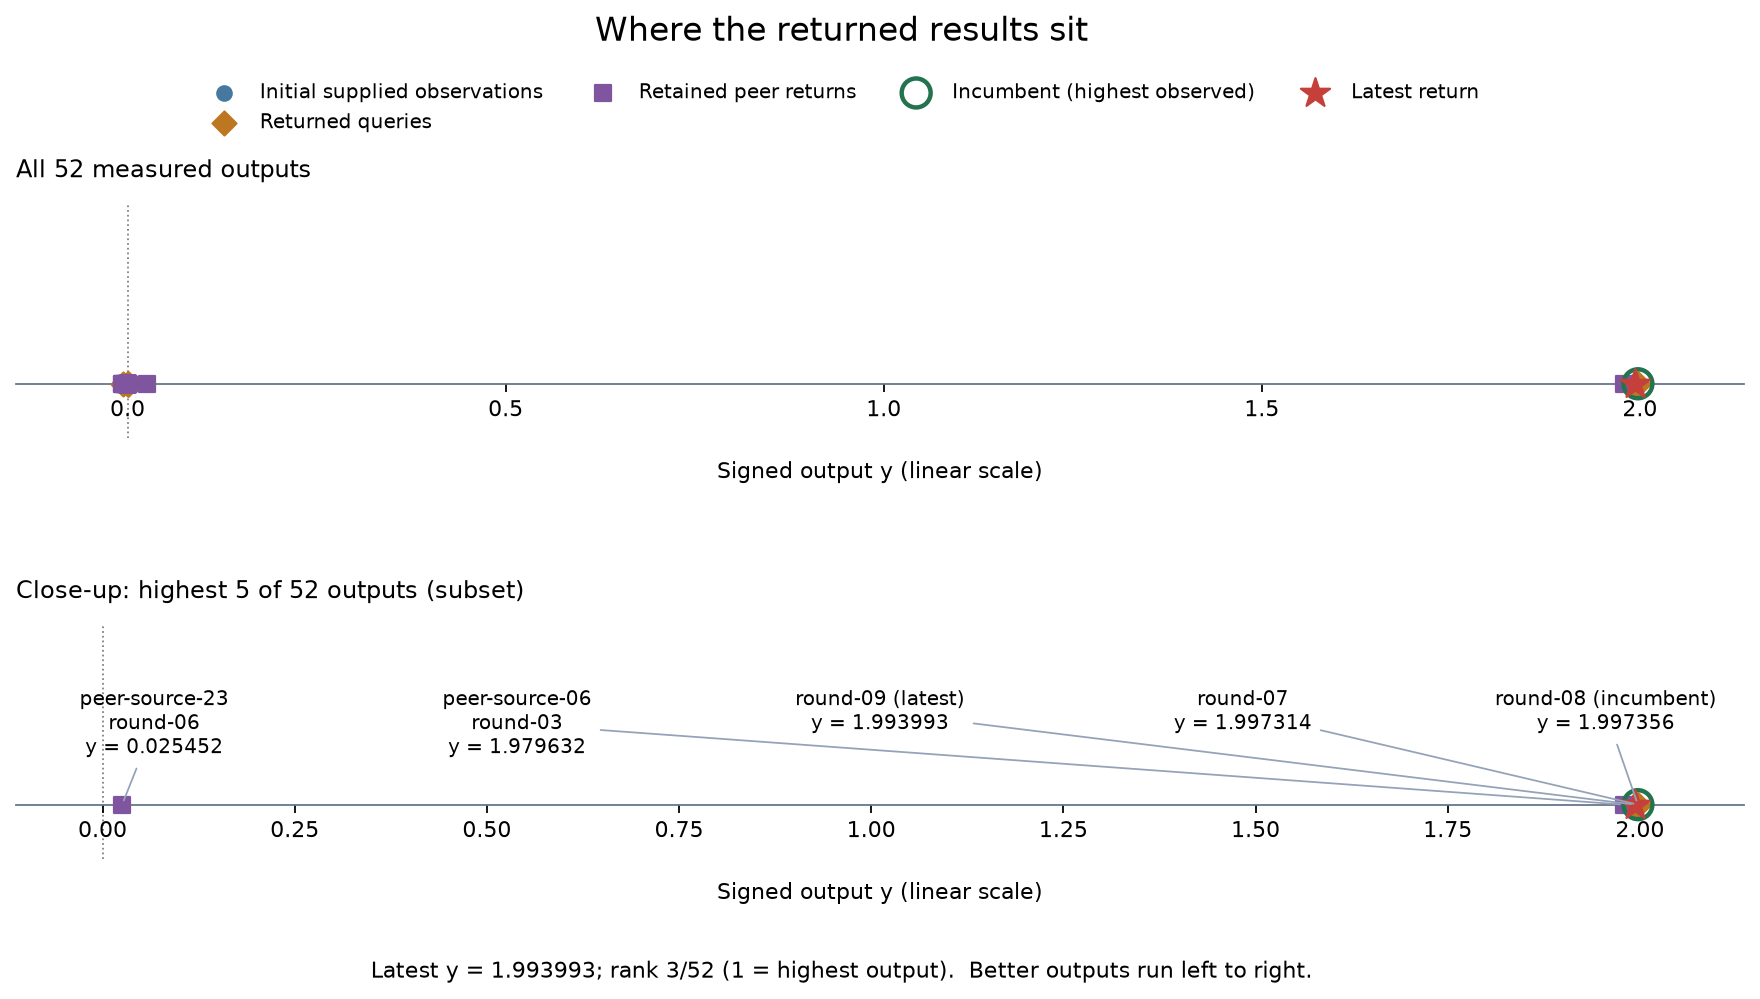 Where the returned results sit
Initial supplied observations
Returned queries
Retained peer returns
Incumbent (highest observed)
Latest return
All 52 measured outputs
0.0 0.5 1.0 1.5 2.0
Signed output y (linear scale)
Close-up: highest 5 of 52 outputs (subset)
peer-source-23
round-06
y = 0.025452
peer-source-06
round-03
y = 1.979632
round-09 (latest)
y = 1.993993
round-07
y = 1.997314
round-08 (incumbent)
y = 1.997356
0.00 0.25 0.50 0.75 1.00 1.25 1.50 1.75 2.00
Signed output y (linear scale)
Latest y = 1.993993; rank 3/52 (1 = highest output).  Better outputs run left to right.